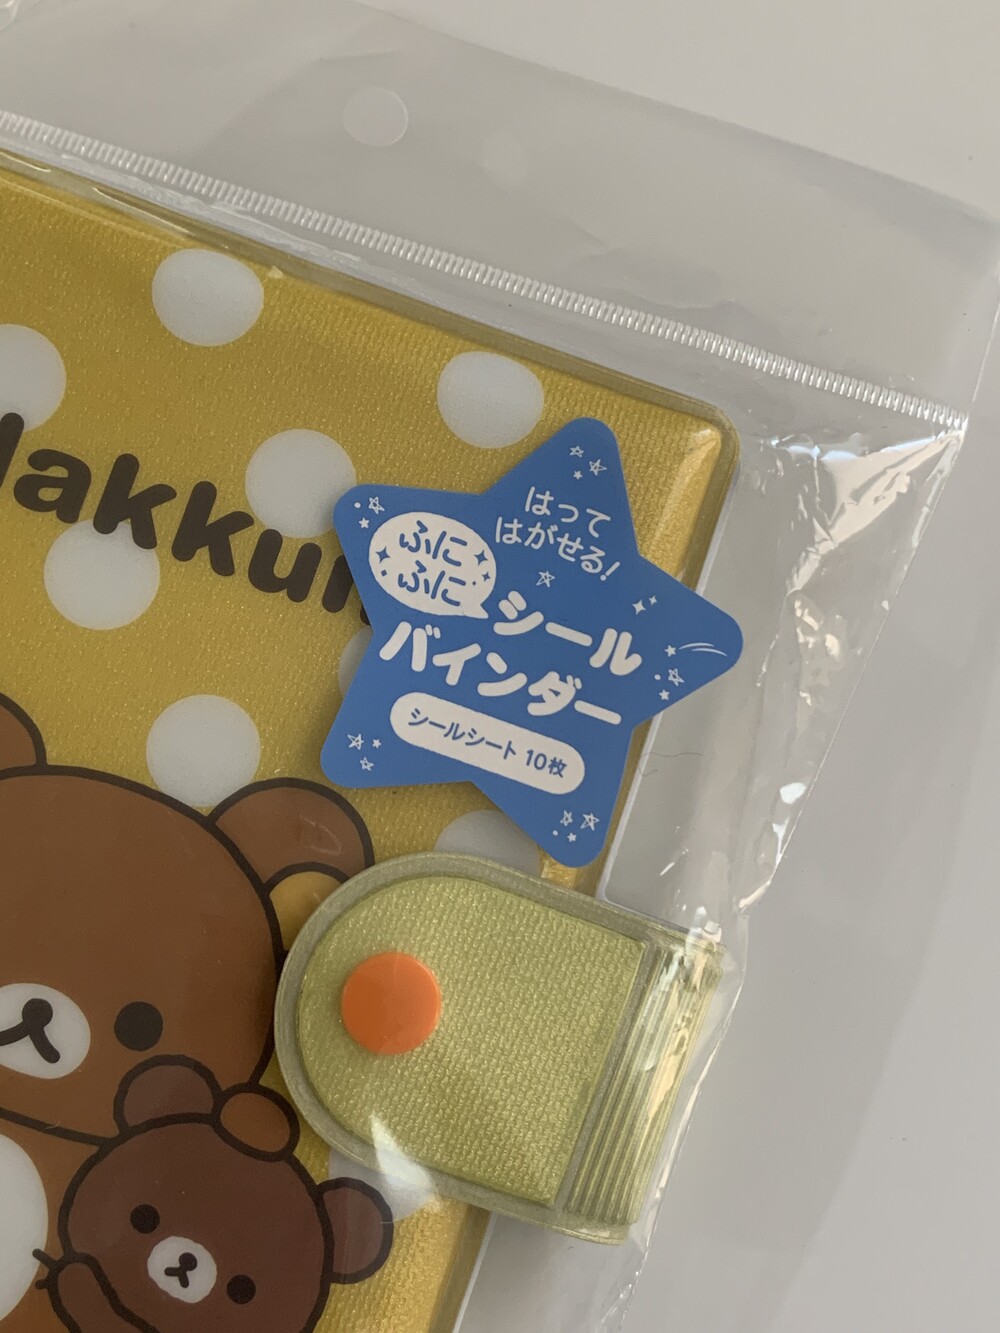 lakkum
はって
はがせる!
ふに
ふに
シール
バインダー
シールシート 10枚